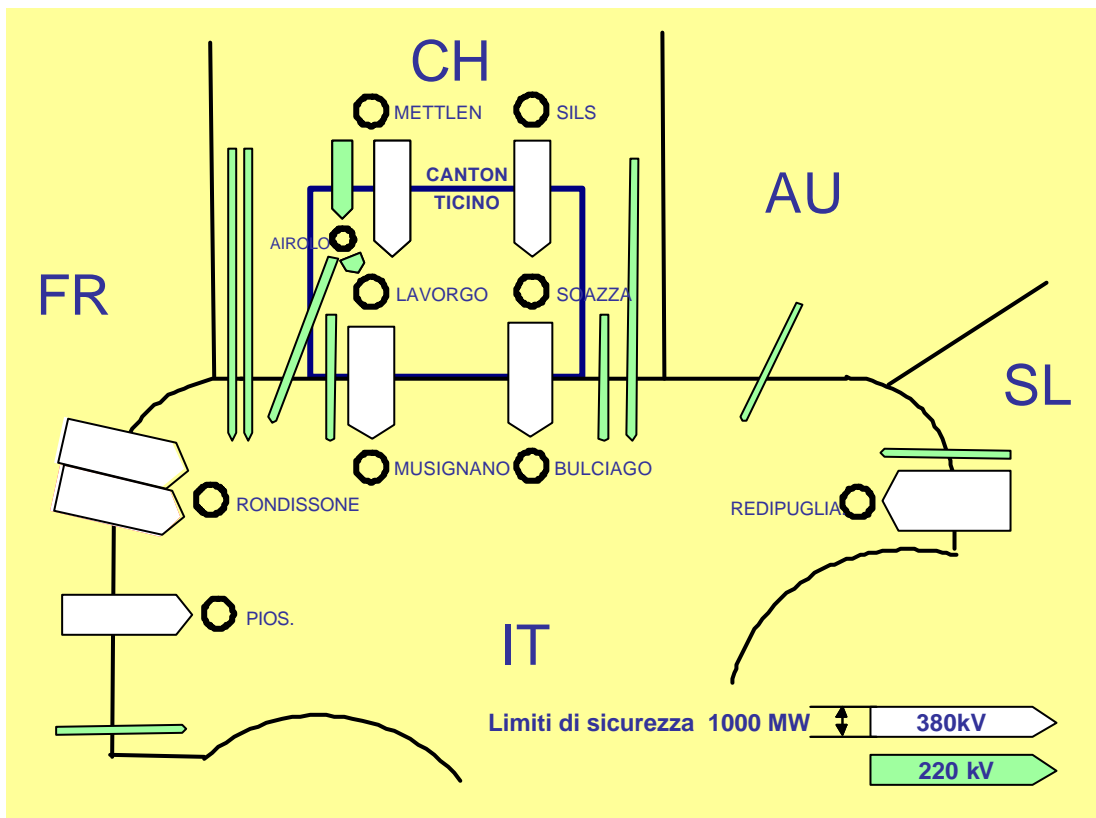 CH
METTLEN
SILS
CANTON
TICINO
AU
AIROLO
FR
LAVORGO
SOAZZA
SL
MUSIGNANO
BULCIAGO
RONDISSONE
REDIPUGLIA
PIOS.
IT
Limiti di sicurezza 1000 MW
380kV
220 kV